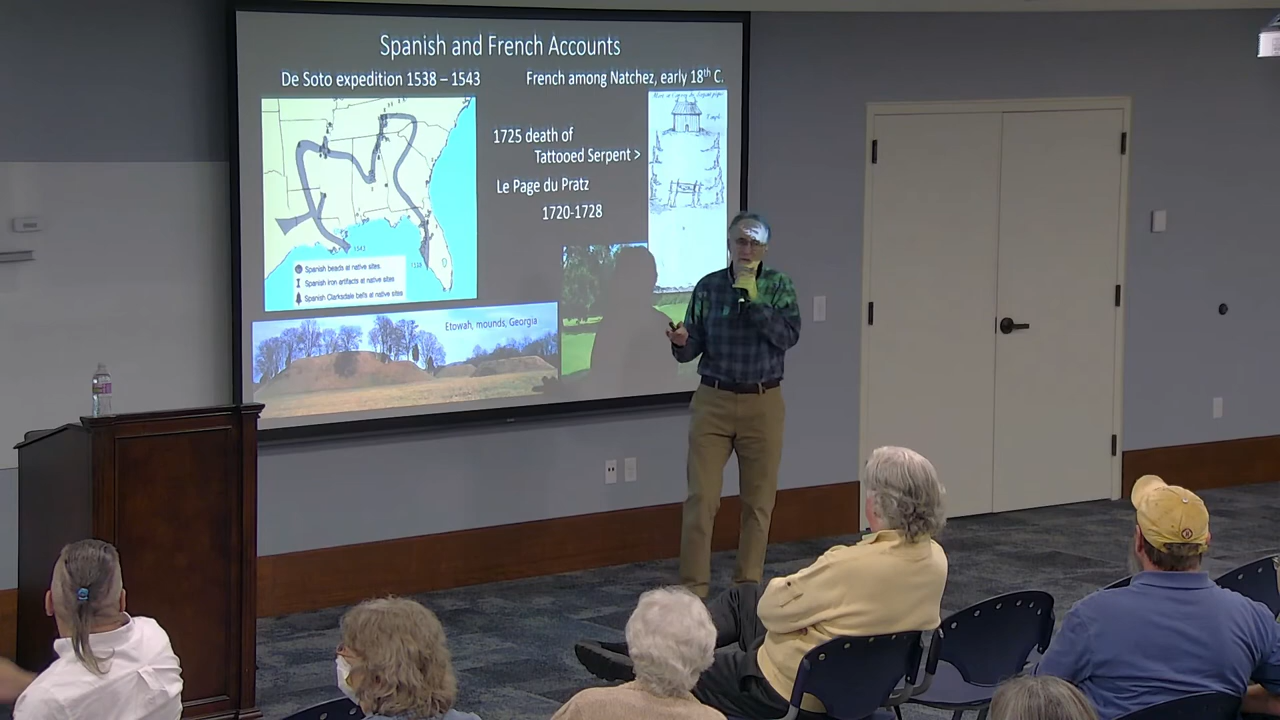 Spanish and French Accounts
De Soto expedition 1538 – 1543
French among Natchez, early 18th C.
1725 death of
Tattooed Serpent >
Le Page du Pratz
1720-1728
1543
Spanish beads at native sites
Spanish iron artifacts at native sites
Spanish Clarksdale bells at native sites
Etowah, mounds, Georgia